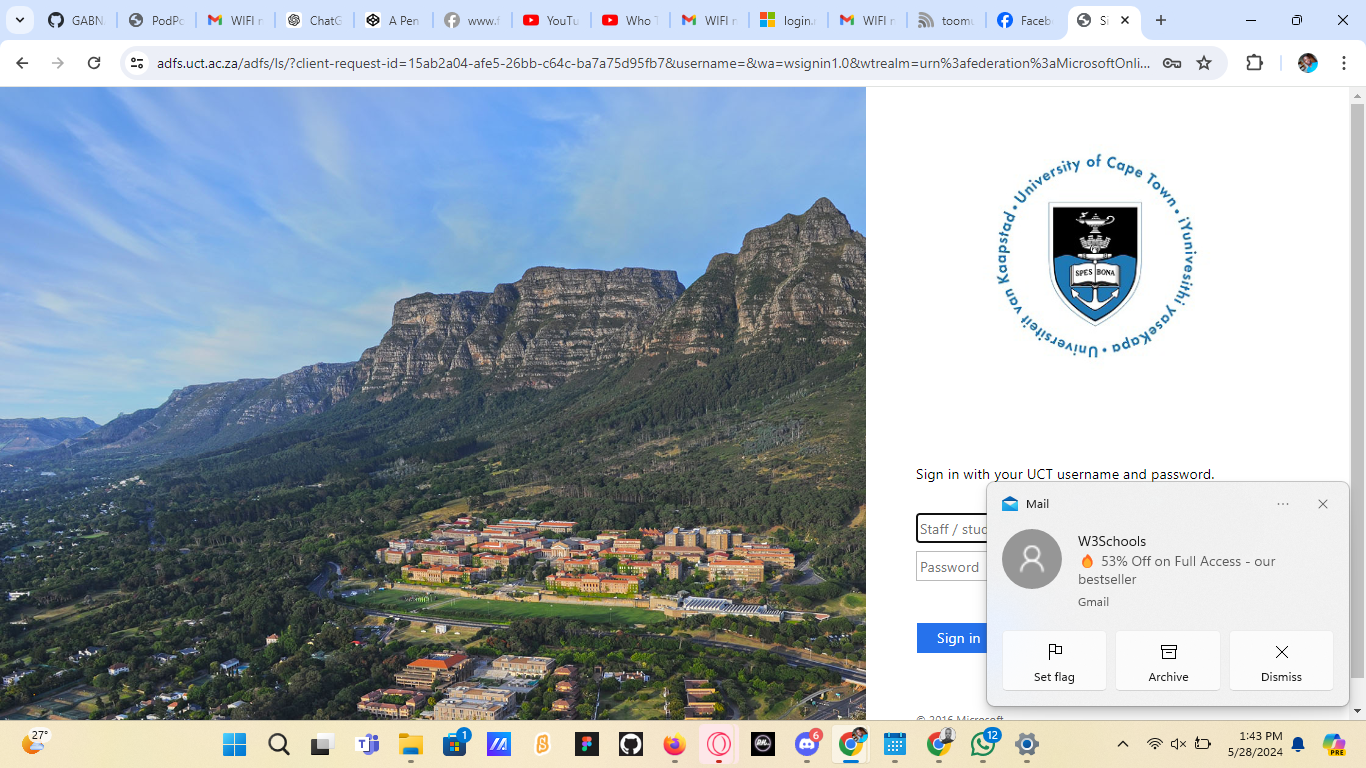 GABN
PodPo
WIFI n
ChatG
A Pen
www.f
YouTu
Who T
WIFI n
login.
WIFI n
toomu
Faceb
Si
adfs.uct.ac.za/adfs/ls/?client-request-id=15ab2a04-afe5-26bb-c64c-ba7a75d95fb7&username=&wa=wsignin1.0&wtrealm=urn%3afederation%3aMicrosoftOnli...
University of Cape Town • iYunivesithi yaseKapa • Universiteit van Kaapstad •
SPES BONA
Sign in with your UCT username and password.
Staff / stud
Password
Sign in
© 2016 Microsoft
Mail
W3Schools
🔥 53% Off on Full Access - our
bestseller
Gmail
Set flag
Archive
Dismiss
27°
1
6
12
1:43 PM
5/28/2024
PRE